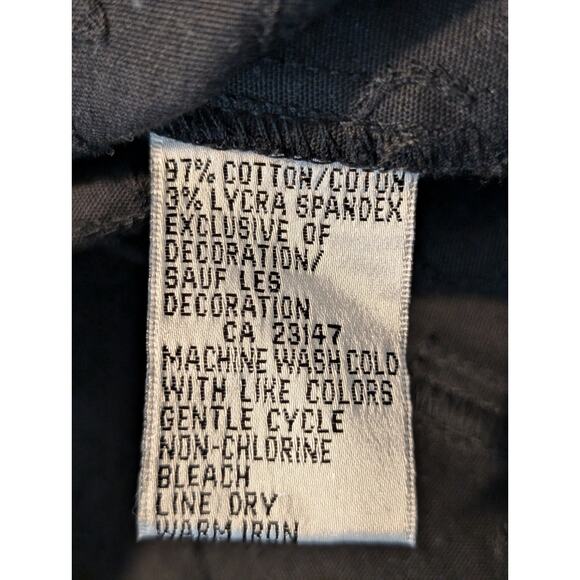 97% COTTON/COTON
3% LYCRA SPANDEX
EXCLUSIVE OF
DECORATION/
SAUF LES
DECORATION
CA 23147
MACHINE WASH COLD
WITH LIKE COLORS
GENTLE CYCLE
NON-CHLORINE
BLEACH
LINE DRY
WARM IRON